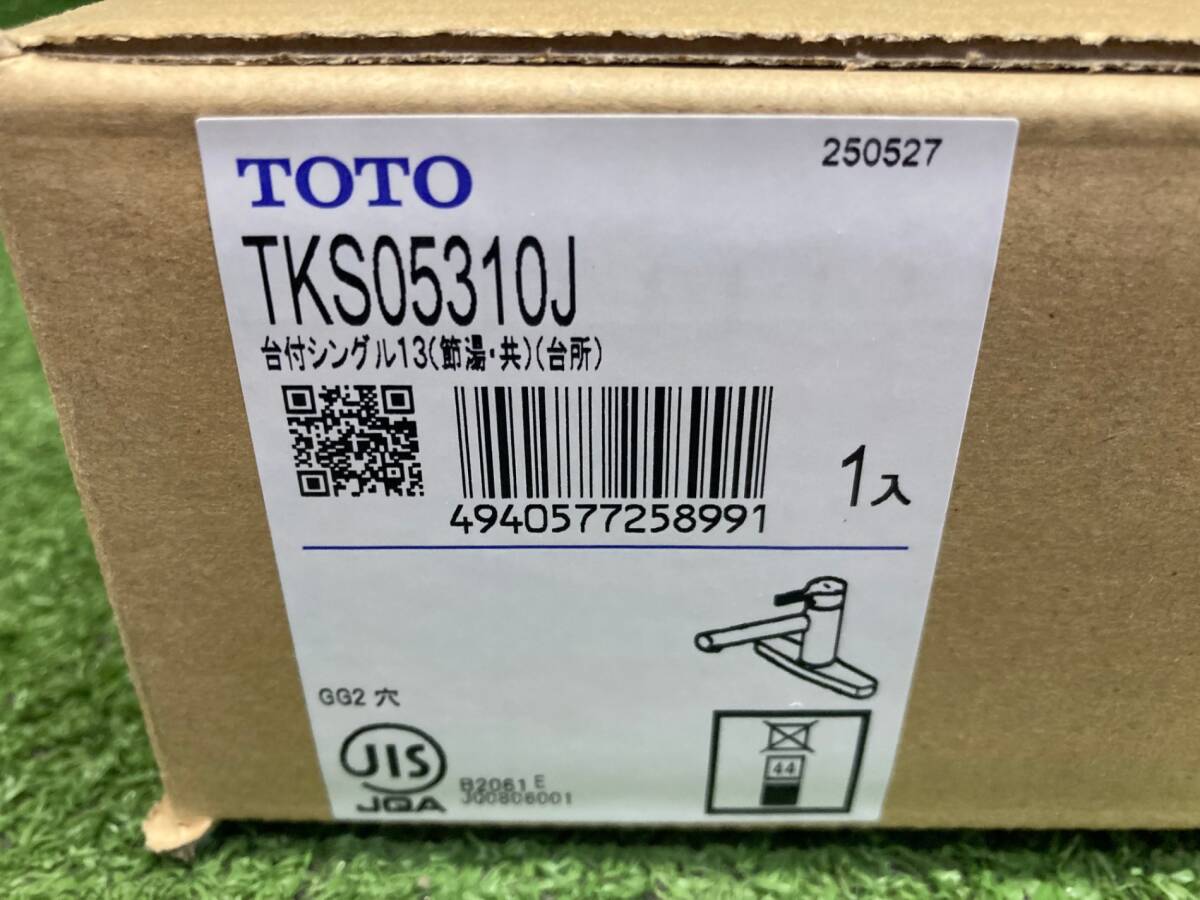 TOTO
250527
TKS05310J
台付シングル13(節湯・共)(台所)
4940577258991
1入
GG2 穴
JIS
JQA
B2061 E
JQ0806001
44